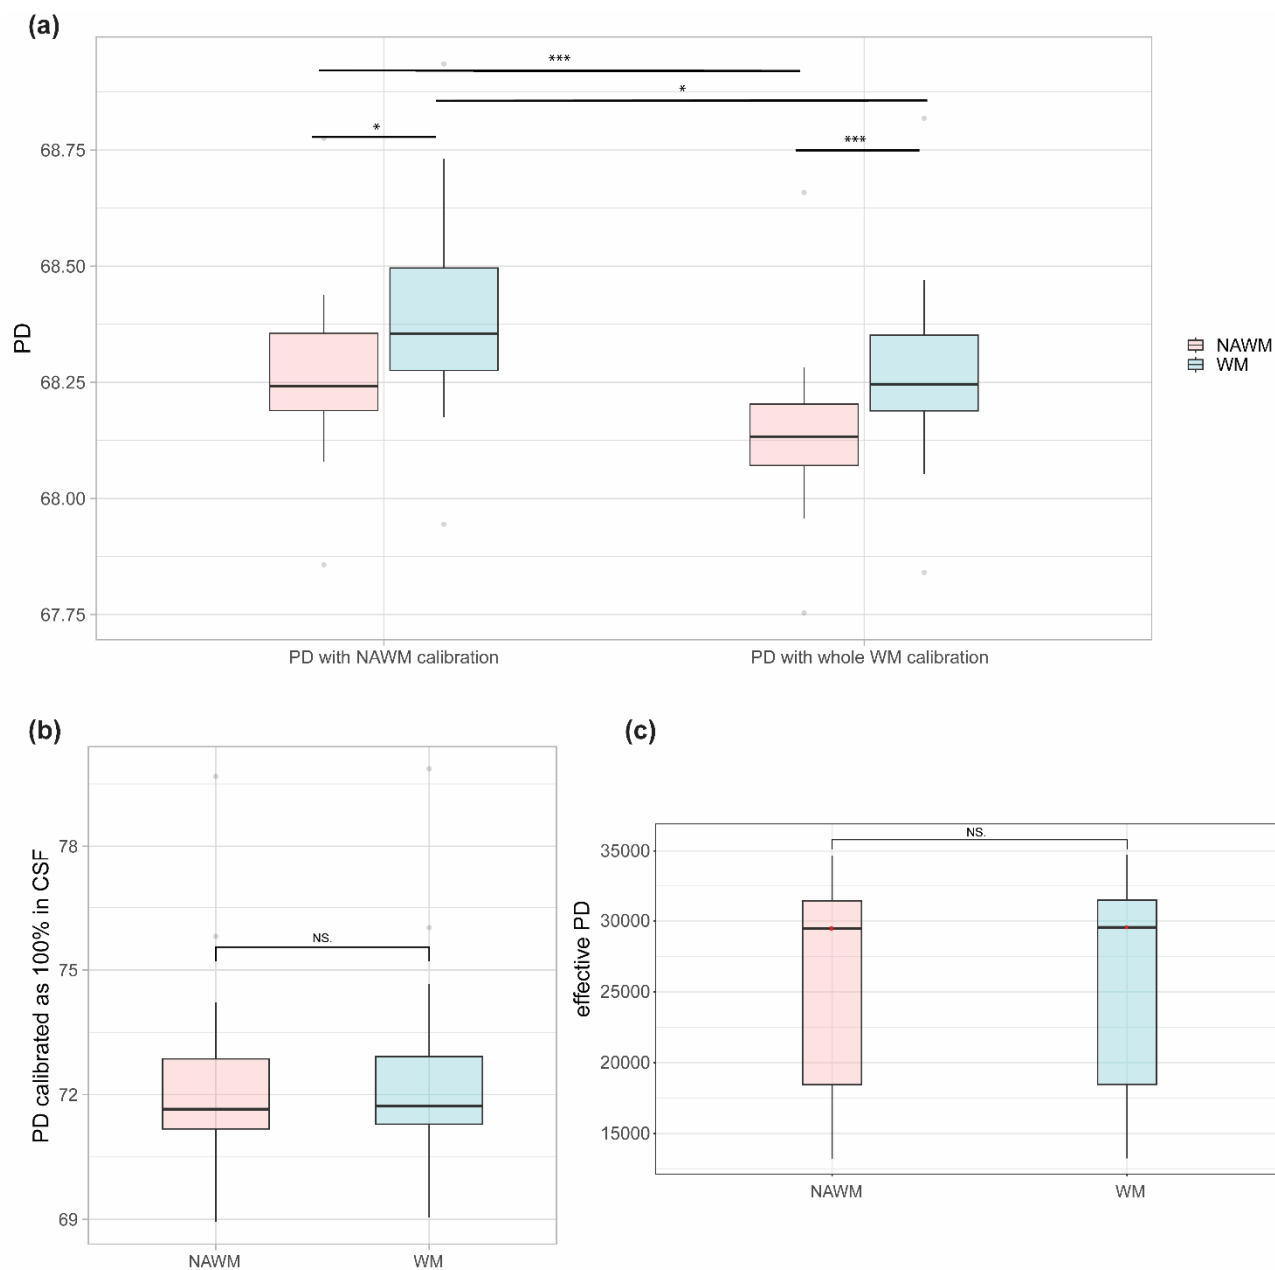 (a)
***
*
*
***
68.75
68.50
68.25
68.00
67.75
PD
NAWM
WM
PD with NAWM calibration
PD with whole WM calibration
(b)
NS.
78
75
72
69
PD calibrated as 100% in CSF
NAWM
WM
(c)
NS.
35000
30000
25000
20000
15000
effective PD
NAWM
WM